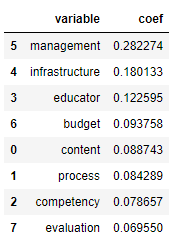 variable coef
5 management 0.282274
4 infrastructure 0.180133
3 educator 0.122595
6 budget 0.093758
0 content 0.088743
1 process 0.084289
2 competency 0.078657
7 evaluation 0.069550